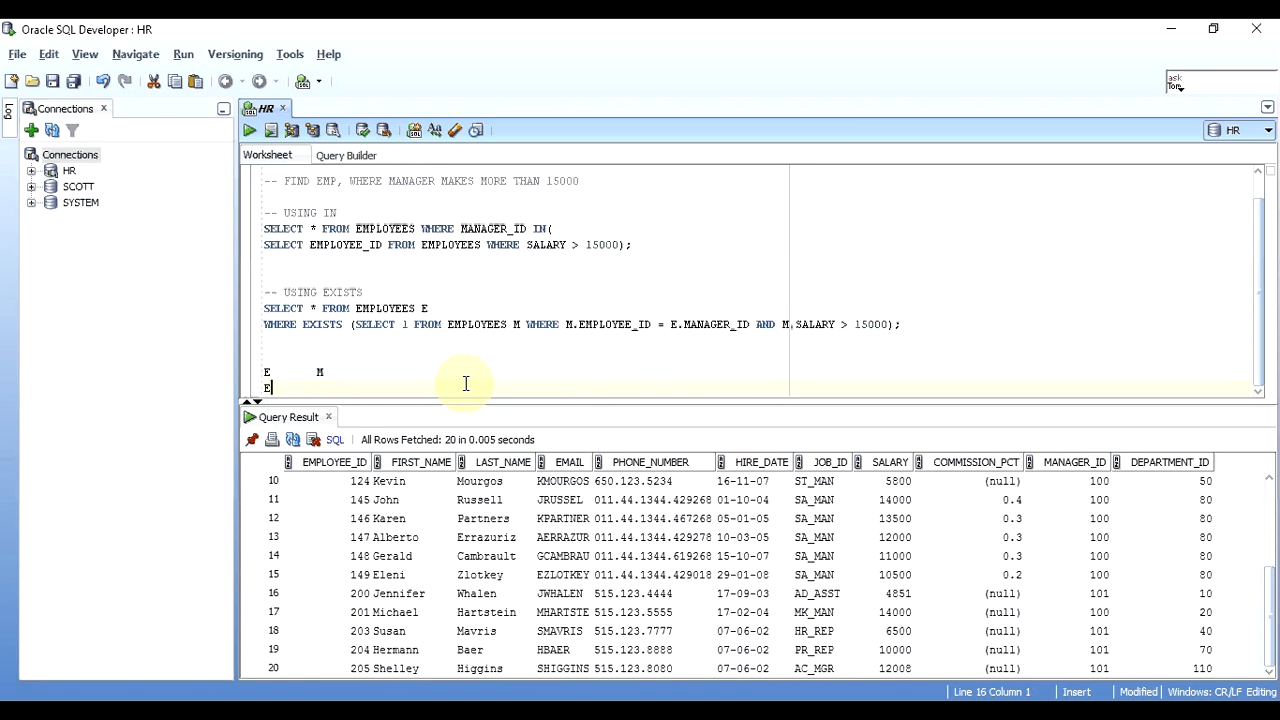 Oracle SQL Developer : HR
File Edit View Navigate Run Versioning Tools Help
ask
Tom
Log
Connections
HR
HR
Worksheet Query Builder
Connections
HR
SCOTT
SYSTEM
-- FIND EMP, WHERE MANAGER MAKES MORE THAN 15000
-- USING IN
SELECT * FROM EMPLOYEES WHERE MANAGER_ID IN(
SELECT EMPLOYEE_ID FROM EMPLOYEES WHERE SALARY > 15000);
-- USING EXISTS
SELECT * FROM EMPLOYEES E
WHERE EXISTS (SELECT 1 FROM EMPLOYEES M WHERE M.EMPLOYEE_ID = E.MANAGER_ID AND M.SALARY > 15000);
E M
E
Query Result
SQL | All Rows Fetched: 20 in 0.005 seconds
EMPLOYEE_ID FIRST_NAME LAST_NAME EMAIL PHONE_NUMBER HIRE_DATE JOB_ID SALARY COMMISSION_PCT MANAGER_ID DEPARTMENT_ID
10 124 Kevin Mourgos KMOURGOS 650.123.5234 16-11-07 ST_MAN 5800 (null) 100 50
11 145 John Russell JRUSSEL 011.44.1344.429268 01-10-04 SA_MAN 14000 0.4 100 80
12 146 Karen Partners KPARTNER 011.44.1344.467268 05-01-05 SA_MAN 13500 0.3 100 80
13 147 Alberto Errazuriz AERRAZUR 011.44.1344.429278 10-03-05 SA_MAN 12000 0.3 100 80
14 148 Gerald Cambrault GCAMBRAU 011.44.1344.619268 15-10-07 SA_MAN 11000 0.3 100 80
15 149 Eleni Zlotkey EZLOTKEY 011.44.1344.429018 29-01-08 SA_MAN 10500 0.2 100 80
16 200 Jennifer Whalen JWHALEN 515.123.4444 17-09-03 AD_ASST 4851 (null) 101 10
17 201 Michael Hartstein MHARTSTE 515.123.5555 17-02-04 MK_MAN 14000 (null) 100 20
18 203 Susan Mavris SMAVRIS 515.123.7777 07-06-02 HR_REP 6500 (null) 101 40
19 204 Hermann Baer HBAER 515.123.8888 07-06-02 PR_REP 10000 (null) 101 70
20 205 Shelley Higgins SHIGGINS 515.123.8080 07-06-02 AC_MGR 12008 (null) 101 110
Line 16 Column 1 | Insert | Modified | Windows: CR/LF Editing